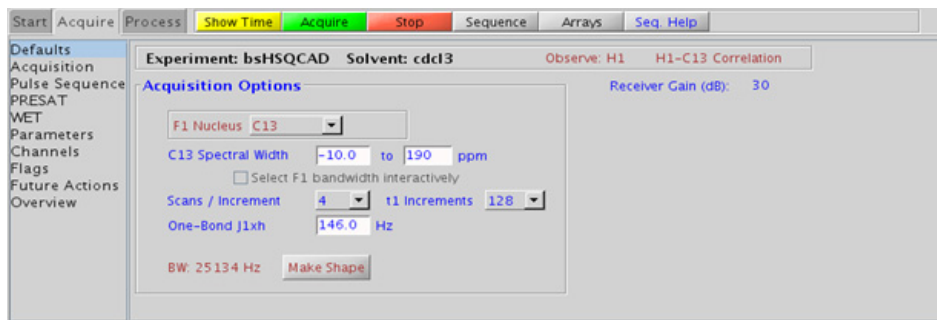 Start Acquire Process Show Time Acquire Stop Sequence Arrays Seq. Help
Defaults
Acquisition
Pulse Sequence
PRESAT
WET
Parameters
Channels
Flags
Future Actions
Overview
Experiment: bsHSQCAD Solvent: cdcl3 Observe: H1 H1-C13 Correlation
Acquisition Options Receiver Gain (dB): 30
F1 Nucleus C13
C13 Spectral Width -10.0 to 190 ppm
Select F1 bandwidth interactively
Scans / Increment 4 t1 Increments 128
One-Bond J1xh 146.0 Hz
BW: 25134 Hz Make Shape